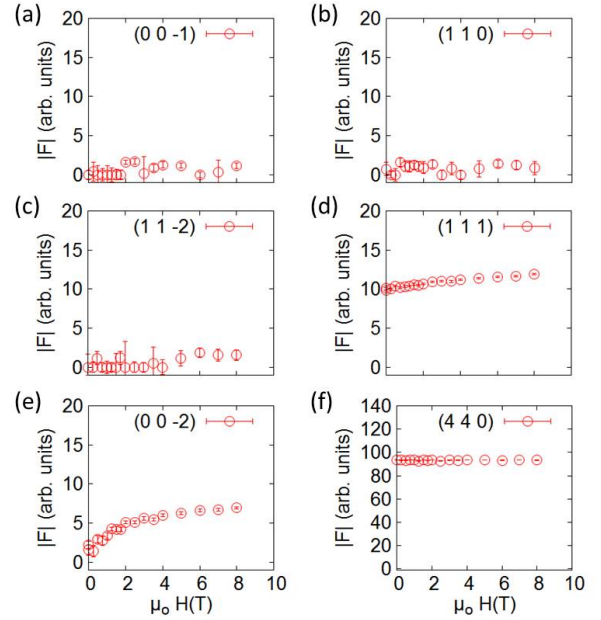 (a)
(b)
20
15
10
5
0
|F| (arb. units)
(0 0 -1)
20
15
10
5
0
|F| (arb. units)
(1 1 0)
(c)
(d)
20
15
10
5
0
|F| (arb. units)
(1 1 -2)
20
15
10
5
0
|F| (arb. units)
(1 1 1)
(e)
(f)
20
15
10
5
0
|F| (arb. units)
(0 0 -2)
0 2 4 6 8 10
μₒ H(T)
140
120
100
80
60
40
20
0
|F| (arb. units)
(4 4 0)
0 2 4 6 8 10
μₒ H(T)